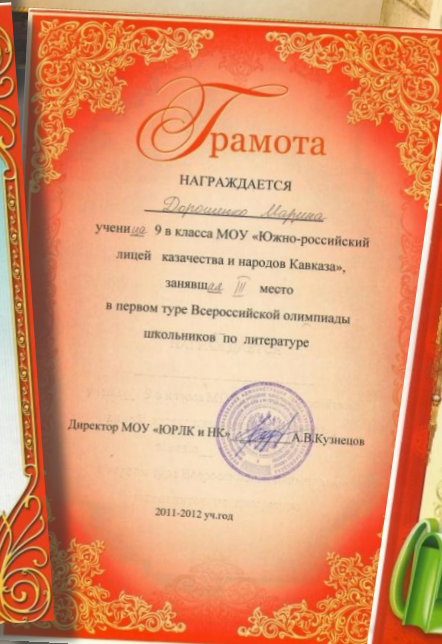 Грамота
НАГРАЖДАЕТСЯ
Дорошенко Марина
ученица 9 в класса МОУ «Южно-российский
лицей казачества и народов Кавказа»,
занявшая III место
в первом туре Всероссийской олимпиады
школьников по литературе
Директор МОУ «ЮРЛК и НК» А.В.Кузнецов
2011-2012 уч.год